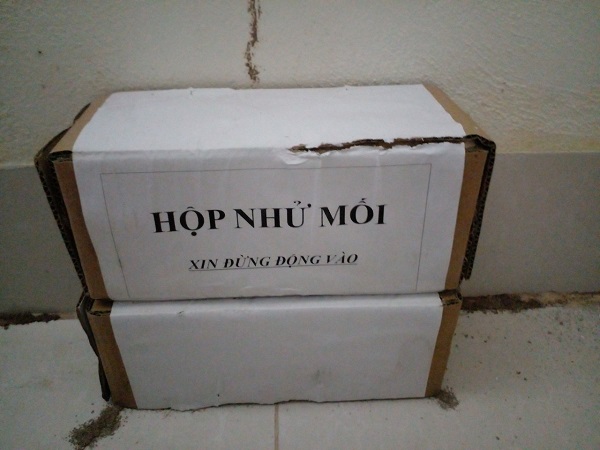 HỘP NHỬ MỐI
XIN ĐỪNG ĐỘNG VÀO